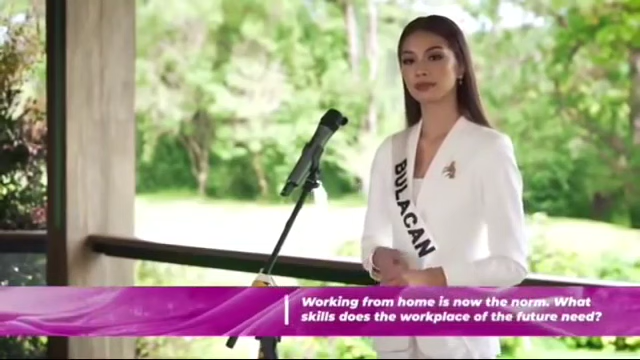 BULACAN
Working from home is now the norm. What
skills does the workplace of the future need?